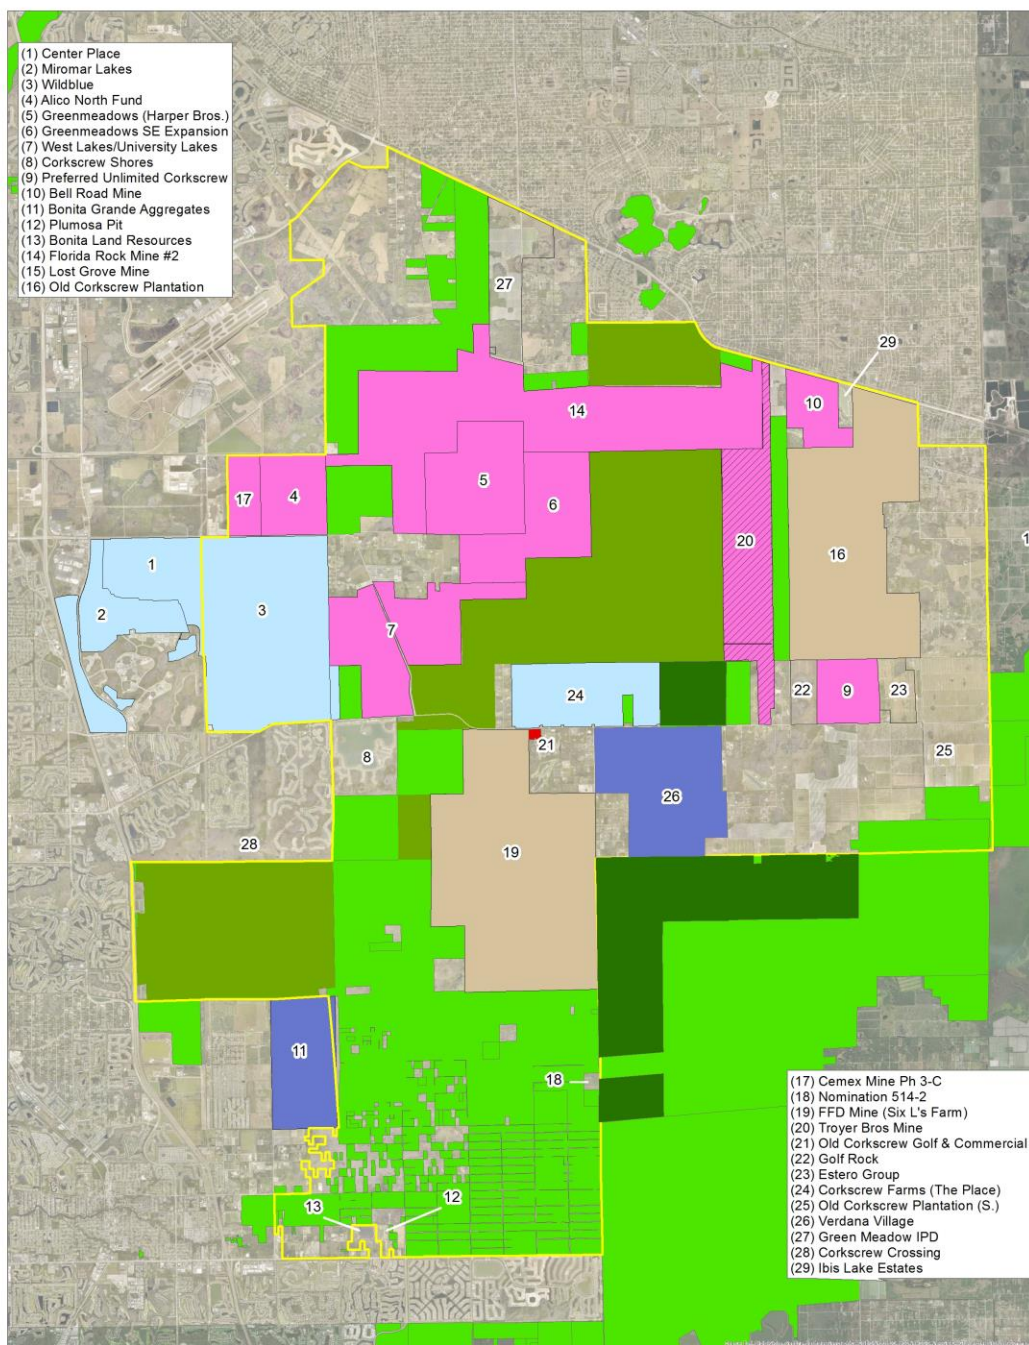 (1) Center Place
(2) Miromar Lakes
(3) Wildblue
(4) Alico North Fund
(5) Greenmeadows (Harper Bros.)
(6) Greenmeadows SE Expansion
(7) West Lakes/University Lakes
(8) Corkscrew Shores
(9) Preferred Unlimited Corkscrew
(10) Bell Road Mine
(11) Bonita Grande Aggregates
(12) Plumosa Pit
(13) Bonita Land Resources
(14) Florida Rock Mine #2
(15) Lost Grove Mine
(16) Old Corkscrew Plantation
27
29
10
14
5
17
4
6
20
16
1
1
2
3
7
24
22
9
23
21
8
25
26
28
19
11
18
12
13
(17) Cemex Mine Ph 3-C
(18) Nomination 514-2
(19) FFD Mine (Six L's Farm)
(20) Troyer Bros Mine
(21) Old Corkscrew Golf & Commercial
(22) Golf Rock
(23) Estero Group
(24) Corkscrew Farms (The Place)
(25) Old Corkscrew Plantation (S.)
(26) Verdana Village
(27) Green Meadow IPD
(28) Corkscrew Crossing
(29) Ibis Lake Estates